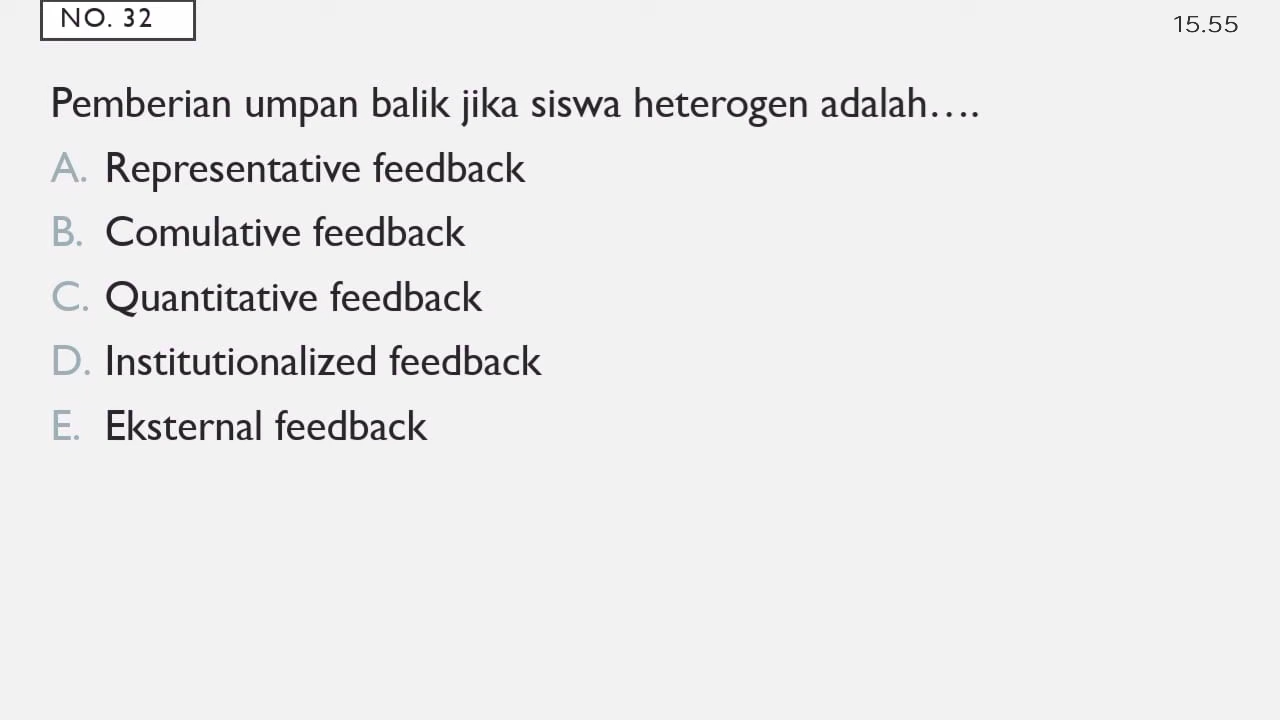 NO. 32
15.55
Pemberian umpan balik jika siswa heterogen adalah....
A. Representative feedback
B. Comulative feedback
C. Quantitative feedback
D. Institutionalized feedback
E. Eksternal feedback